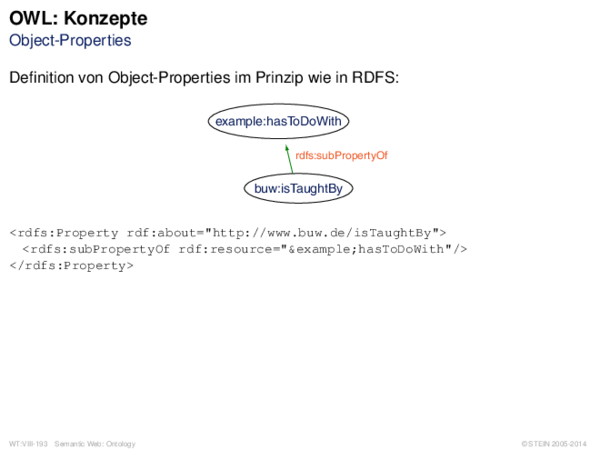 OWL: Konzepte
Object-Properties
Definition von Object-Properties im Prinzip wie in RDFS:
example:hasToDoWith
rdfs:subPropertyOf
buw:isTaughtBy
<rdfs:Property rdf:about="http://www.buw.de/isTaughtBy">
<rdfs:subPropertyOf rdf:resource="&example;hasToDoWith"/>
</rdfs:Property>
WT:VIII-193 Semantic Web: Ontology
© STEIN 2005-2014